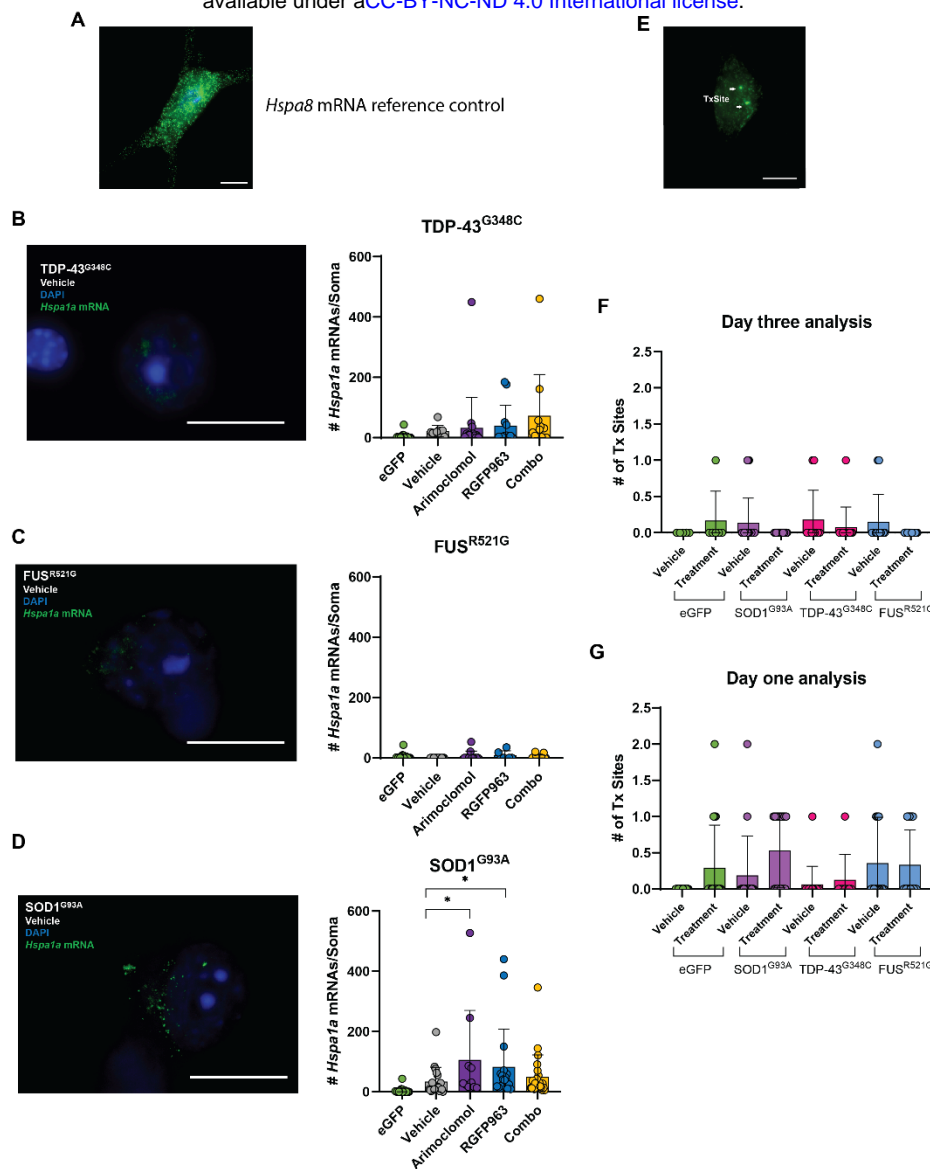 available under aCC-BY-NC-ND 4.0 International license.
A
Hspa8 mRNA reference control
E
TxSite
B
TDP-43G348C
Vehicle
DAPI
Hspa1a mRNA
TDP-43G348C
# Hspa1a mRNAs/Soma
600
400
200
0
eGFP
Vehicle
Arimoclomol
RGFP963
Combo
C
FUSR521G
Vehicle
DAPI
Hspa1a mRNA
FUSR521G
# Hspa1a mRNAs/Soma
600
400
200
0
eGFP
Vehicle
Arimoclomol
RGFP963
Combo
D
SOD1G93A
Vehicle
DAPI
Hspa1a mRNA
SOD1G93A
* 
*
# Hspa1a mRNAs/Soma
600
400
200
0
eGFP
Vehicle
Arimoclomol
RGFP963
Combo
F
Day three analysis
# of Tx Sites
2.5
2.0
1.5
1.0
0.5
0.0
Vehicle
Treatment
Vehicle
Treatment
Vehicle
Treatment
Vehicle
Treatment
eGFP
SOD1G93A
TDP-43G348C
FUSR521G
G
Day one analysis
# of Tx Sites
2.5
2.0
1.5
1.0
0.5
0.0
Vehicle
Treatment
Vehicle
Treatment
Vehicle
Treatment
Vehicle
Treatment
eGFP
SOD1G93A
TDP-43G348C
FUSR521G